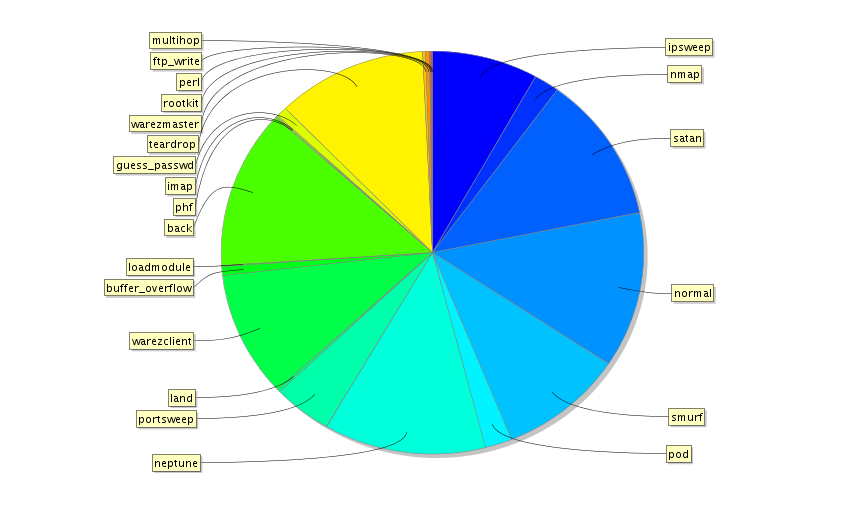 multihop
ftp_write
perl
rootkit
warezmaster
teardrop
guess_passwd
imap
phf
back
loadmodule
buffer_overflow
warezclient
land
portsweep
neptune
ipsweep
nmap
satan
normal
smurf
pod